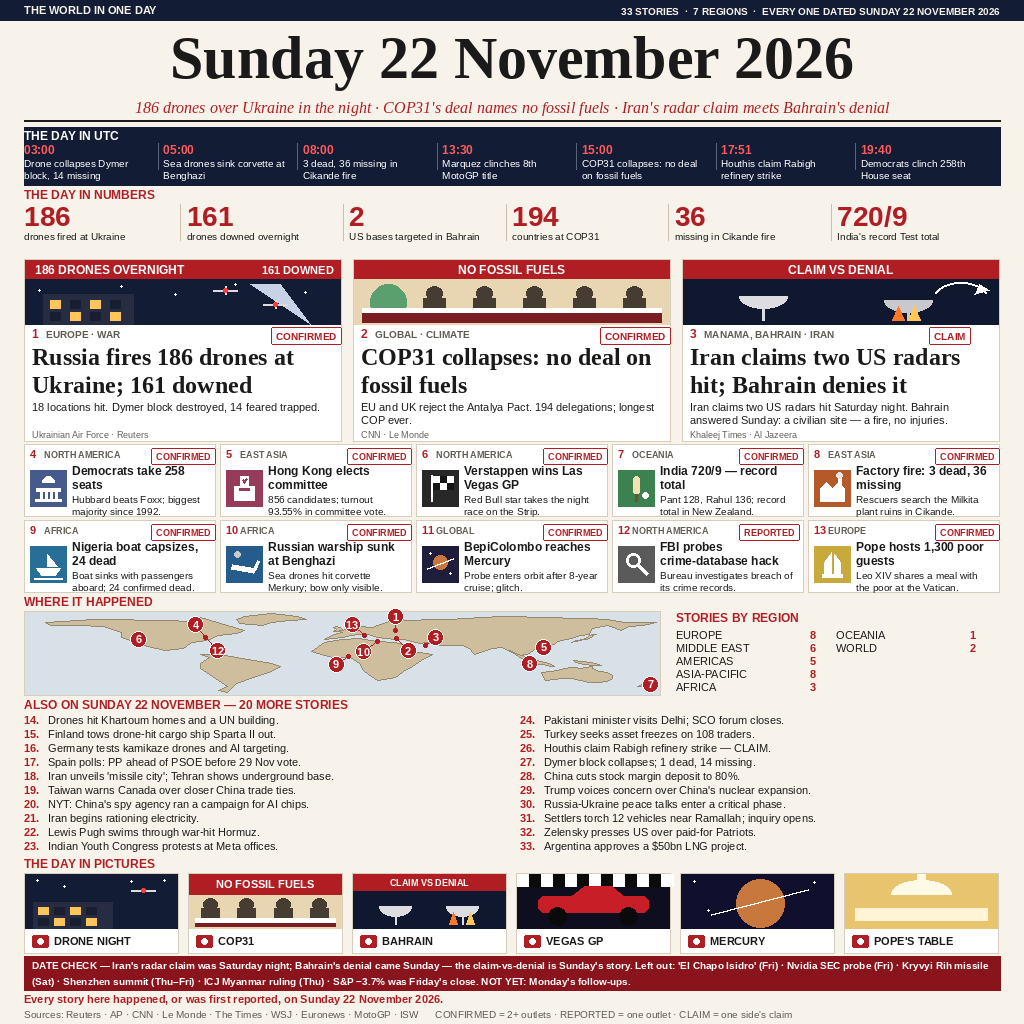 THE WORLD IN ONE DAY
33 STORIES · 7 REGIONS · EVERY ONE DATED SUNDAY 22 NOVEMBER 2026
Sunday 22 November 2026
186 drones over Ukraine in the night · COP31's deal names no fossil fuels · Iran's radar claim meets Bahrain's denial
THE DAY IN UTC
03:00
Drone collapses Dymer
block, 14 missing
05:00
Sea drones sink corvette at
Benghazi
08:00
3 dead, 36 missing in
Cikande fire
13:30
Marquez clinches 8th
MotoGP title
15:00
COP31 collapses: no deal
on fossil fuels
17:51
Houthis claim Rabigh
refinery strike
19:40
Democrats clinch 258th
House seat
THE DAY IN NUMBERS
186
drones fired at Ukraine
161
drones downed overnight
2
US bases targeted in Bahrain
194
countries at COP31
36
missing in Cikande fire
720/9
India's record Test total
186 DRONES OVERNIGHT 161 DOWNED
1 EUROPE · WAR CONFIRMED
Russia fires 186 drones at
Ukraine; 161 downed
18 locations hit. Dymer block destroyed, 14 feared trapped.
Ukrainian Air Force · Reuters
NO FOSSIL FUELS
2 GLOBAL · CLIMATE CONFIRMED
COP31 collapses: no deal on
fossil fuels
EU and UK reject the Antalya Pact. 194 delegations; longest
COP ever.
CNN · Le Monde
CLAIM VS DENIAL
3 MANAMA, BAHRAIN · IRAN CLAIM
Iran claims two US radars
hit; Bahrain denies it
Iran claims two US radars hit Saturday night. Bahrain
answered Sunday: a civilian site — a fire, no injuries.
Khaleej Times · Al Jazeera
4 NORTH AMERICA CONFIRMED
Democrats take 258
seats
Hubbard beats Foxx; biggest
majority since 1992.
5 EAST ASIA CONFIRMED
Hong Kong elects
committee
856 candidates; turnout
93.55% in committee vote.
6 NORTH AMERICA CONFIRMED
Verstappen wins Las
Vegas GP
Red Bull star takes the night
race on the Strip.
7 OCEANIA CONFIRMED
India 720/9 — record
total
Pant 128, Rahul 136; record
total in New Zealand.
8 EAST ASIA CONFIRMED
Factory fire: 3 dead, 36
missing
Rescuers search the Milkita
plant ruins in Cikande.
9 AFRICA CONFIRMED
Nigeria boat capsizes,
24 dead
Boat sinks with passengers
aboard; 24 confirmed dead.
10 AFRICA CONFIRMED
Russian warship sunk
at Benghazi
Sea drones hit corvette
Merkury; bow only visible.
11 GLOBAL CONFIRMED
BepiColombo reaches
Mercury
Probe enters orbit after 8-year
cruise; glitch.
12 NORTH AMERICA REPORTED
FBI probes
crime-database hack
Bureau investigates breach of
its crime records.
13 EUROPE CONFIRMED
Pope hosts 1,300 poor
guests
Leo XIV shares a meal with
the poor at the Vatican.
WHERE IT HAPPENED
1
4
13
6
12
3
10
2
5
9
8
7
STORIES BY REGION
EUROPE 8
MIDDLE EAST 6
AMERICAS 5
ASIA-PACIFIC 8
AFRICA 3
OCEANIA 1
WORLD 2
ALSO ON SUNDAY 22 NOVEMBER — 20 MORE STORIES
14. Drones hit Khartoum homes and a UN building.
15. Finland tows drone-hit cargo ship Sparta II out.
16. Germany tests kamikaze drones and AI targeting.
17. Spain polls: PP ahead of PSOE before 29 Nov vote.
18. Iran unveils 'missile city'; Tehran shows underground base.
19. Taiwan warns Canada over closer China trade ties.
20. NYT: China's spy agency ran a campaign for AI chips.
21. Iran begins rationing electricity.
22. Lewis Pugh swims through war-hit Hormuz.
23. Indian Youth Congress protests at Meta offices.
24. Pakistani minister visits Delhi; SCO forum closes.
25. Turkey seeks asset freezes on 108 traders.
26. Houthis claim Rabigh refinery strike — CLAIM.
27. Dymer block collapses; 1 dead, 14 missing.
28. China cuts stock margin deposit to 80%.
29. Trump voices concern over China's nuclear expansion.
30. Russia-Ukraine peace talks enter a critical phase.
31. Settlers torch 12 vehicles near Ramallah; inquiry opens.
32. Zelensky presses US over paid-for Patriots.
33. Argentina approves a $50bn LNG project.
THE DAY IN PICTURES
DRONE NIGHT
NO FOSSIL FUELS
COP31
CLAIM VS DENIAL
BAHRAIN
VEGAS GP
MERCURY
POPE'S TABLE
DATE CHECK — Iran's radar claim was Saturday night; Bahrain's denial came Sunday — the claim-vs-denial is Sunday's story. Left out: 'El Chapo Isidro' (Fri) · Nvidia SEC probe (Fri) · Kryvyi Rih missile
(Sat) · Shenzhen summit (Thu–Fri) · ICJ Myanmar ruling (Thu) · S&P −3.7% was Friday's close. NOT YET: Monday's follow-ups.
Every story here happened, or was first reported, on Sunday 22 November 2026.
Sources: Reuters · AP · CNN · Le Monde · The Times · WSJ · Euronews · MotoGP · ISW CONFIRMED = 2+ outlets · REPORTED = one outlet · CLAIM = one side's claim